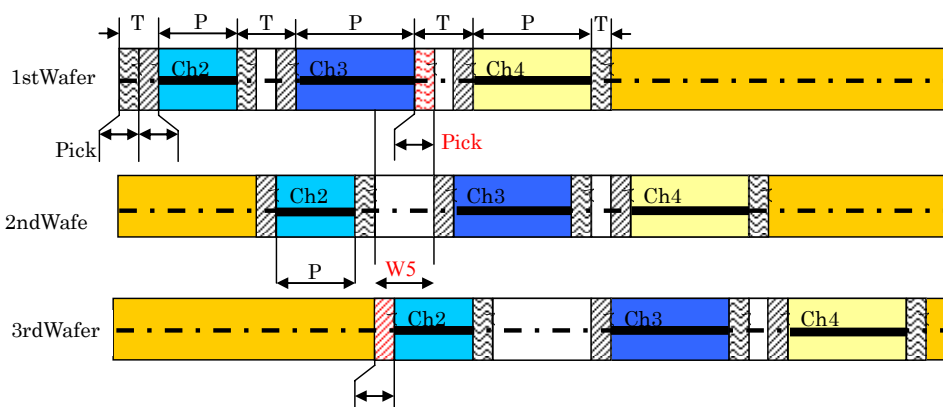 T P T P T P T
1stWafer Ch2 Ch3 Ch4
Pick Pick
2ndWafe Ch2 Ch3 Ch4
P W5
3rdWafer Ch2 Ch3 Ch4